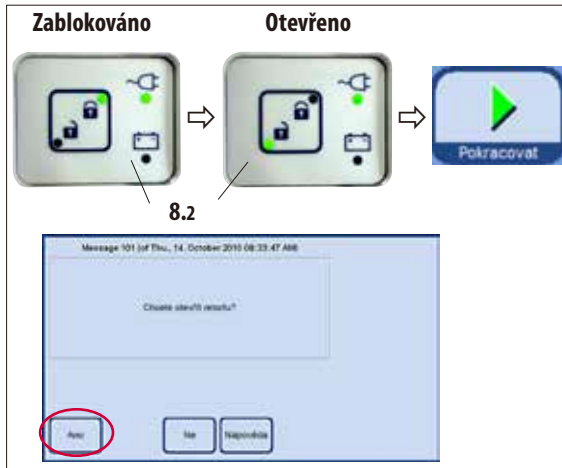 Zablokováno Otevřeno
Pokracovat
8.2
Message 101 (of Thu., 14. October 2010 08:33:47 AM)
Chcete otevřít retortu?
Ano Ne Nápověda